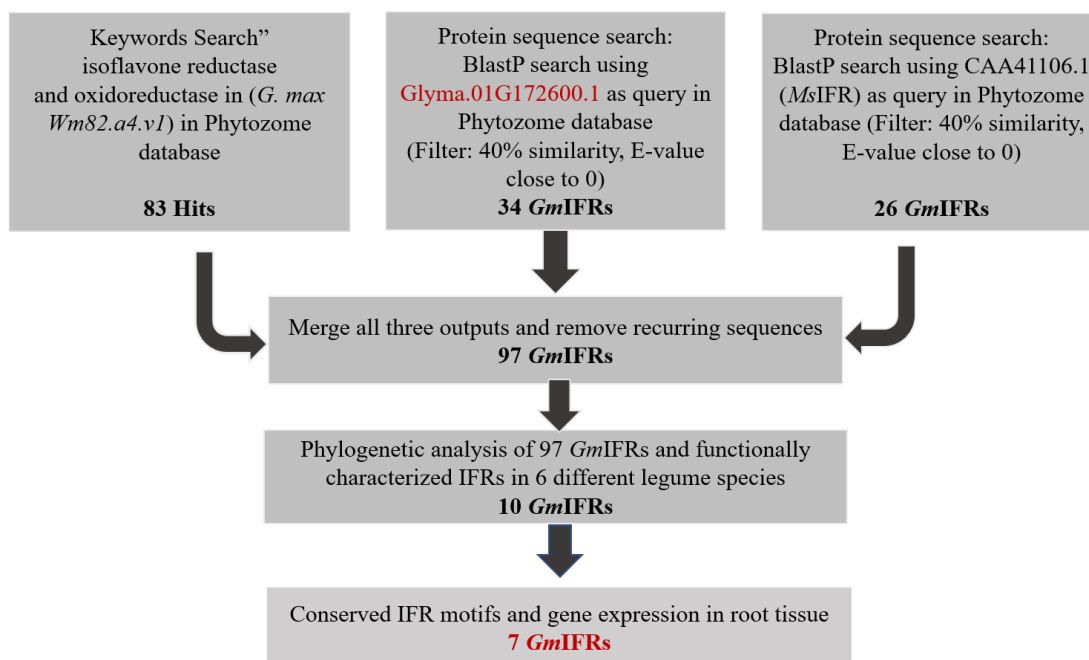 Keywords Search”
isoflavone reductase
and oxidoreductase in (G. max
Wm82.a4.v1) in Phytozome
database
83 Hits
Protein sequence search:
BlastP search using
Glyma.01G172600.1 as query in
Phytozome database
(Filter: 40% similarity, E-value
close to 0)
34 GmIFRs
Protein sequence search:
BlastP search using CAA41106.1
(MsIFR) as query in Phytozome
database (Filter: 40% similarity,
E-value close to 0)
26 GmIFRs
Merge all three outputs and remove recurring sequences
97 GmIFRs
Phylogenetic analysis of 97 GmIFRs and functionally
characterized IFRs in 6 different legume species
10 GmIFRs
Conserved IFR motifs and gene expression in root tissue
7 GmIFRs